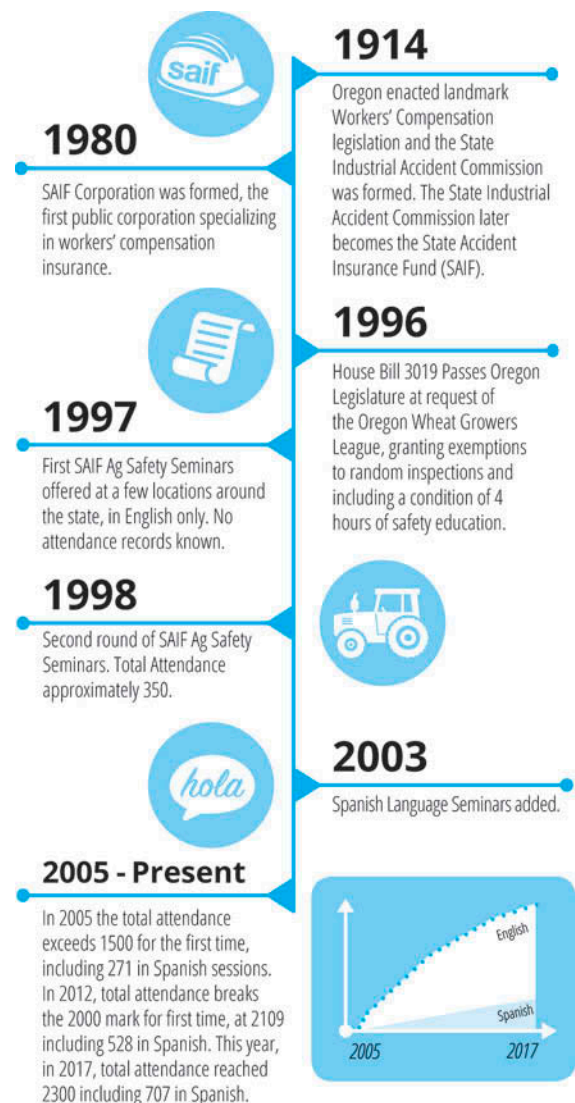 saif
1914
Oregon enacted landmark
Workers' Compensation
legislation and the State
Industrial Accident Commission
was formed. The State Industrial
Accident Commission later
becomes the State Accident
Insurance Fund (SAIF).
1980
SAIF Corporation was formed, the
first public corporation specializing
in workers' compensation
insurance.
1996
House Bill 3019 Passes Oregon
Legislature at request of
the Oregon Wheat Growers
League, granting exemptions
to random inspections and
including a condition of 4
hours of safety education.
1997
First SAIF Ag Safety Seminars
offered at a few locations around
the state, in English only. No
attendance records known.
1998
Second round of SAIF Ag Safety
Seminars. Total Attendance
approximately 350.
hola
2003
Spanish Language Seminars added.
2005 - Present
In 2005 the total attendance
exceeds 1500 for the first time,
including 271 in Spanish sessions.
In 2012, total attendance breaks
the 2000 mark for first time, at 2109
including 528 in Spanish. This year,
in 2017, total attendance reached
2300 including 707 in Spanish.
English
Spanish
2005 2017